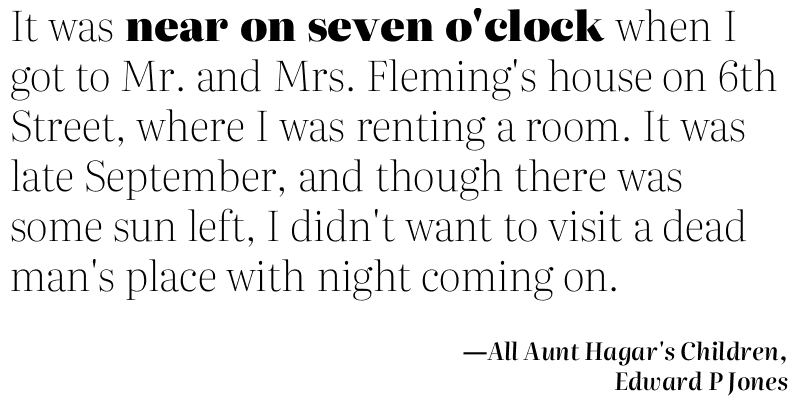 It was near on seven o'clock when I
got to Mr. and Mrs. Fleming's house on 6th
Street, where I was renting a room. It was
late September, and though there was
some sun left, I didn't want to visit a dead
man's place with night coming on.
—All Aunt Hagar's Children,
Edward P Jones